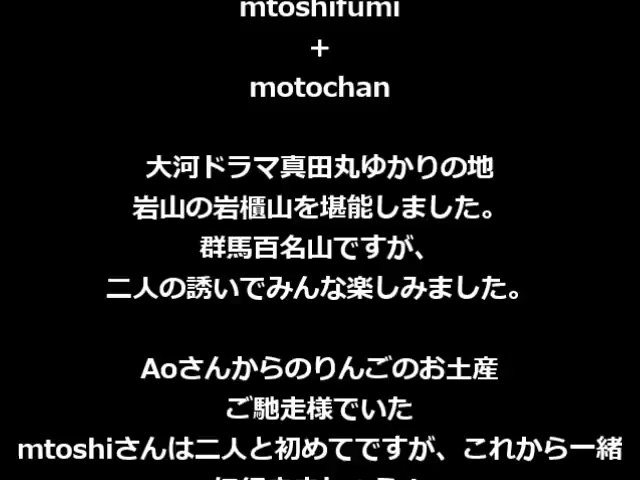 mtoshifumi
+
motochan
大河ドラマ真田丸ゆかりの地
岩山の岩櫃山を堪能しました。
群馬百名山ですが、
二人の誘いでみんな楽しみました。
Aoさんからのりんごのお土産
ご馳走様でいた
mtoshiさんは二人と初めてですが、これから一緒